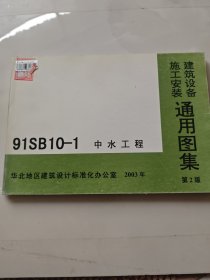 建筑设备
施工安装
通用图集
第2版
91SB10-1 中水工程
华北地区建筑设计标准化办公室 2003年